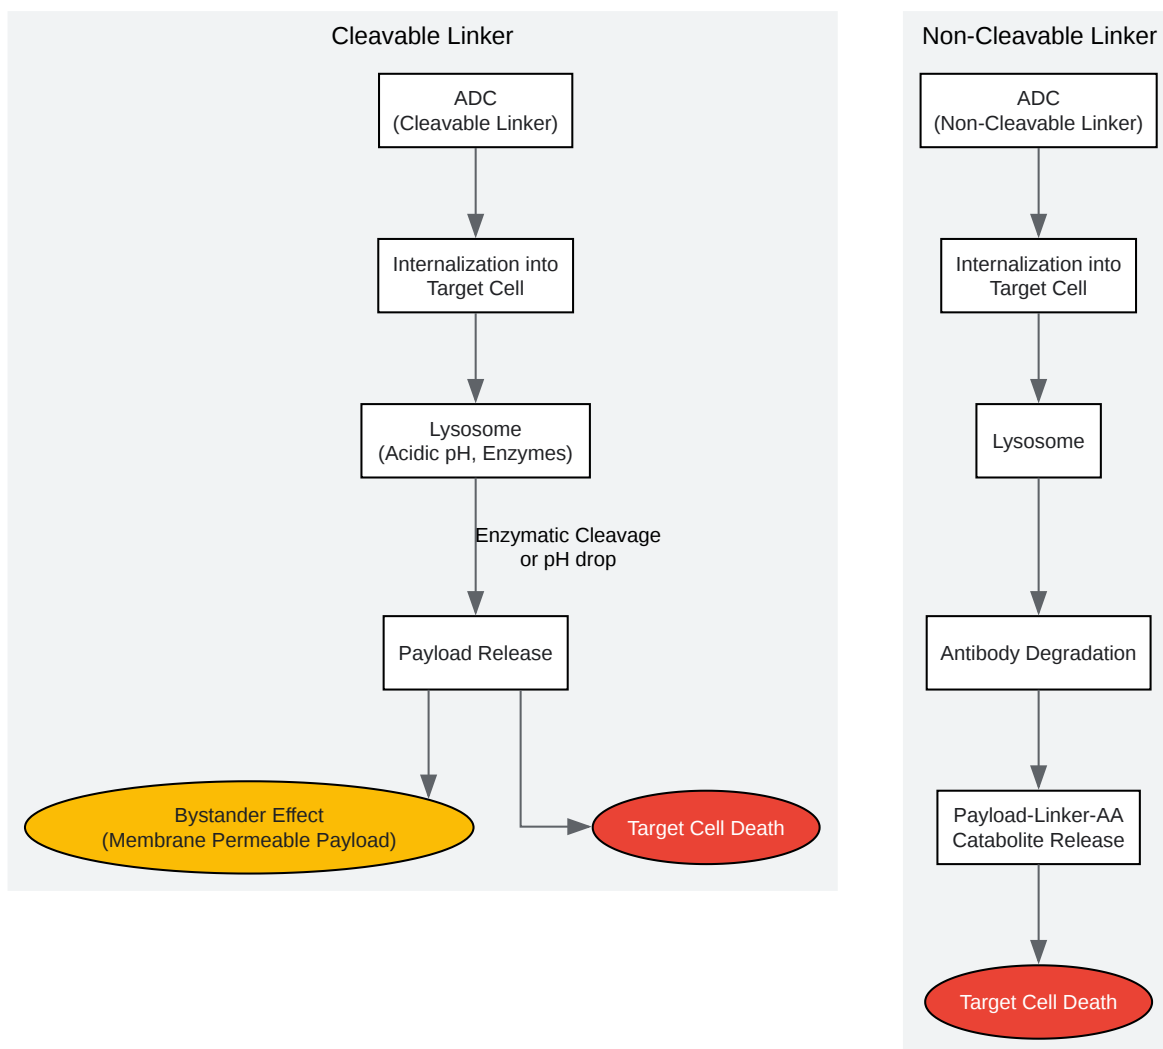 Cleavable Linker
ADC
(Cleavable Linker)
Internalization into
Target Cell
Lysosome
(Acidic pH, Enzymes)
Enzymatic Cleavage
or pH drop
Payload Release
Bystander Effect
(Membrane Permeable Payload)
Target Cell Death
Non-Cleavable Linker
ADC
(Non-Cleavable Linker)
Internalization into
Target Cell
Lysosome
Antibody Degradation
Payload-Linker-AA
Catabolite Release
Target Cell Death